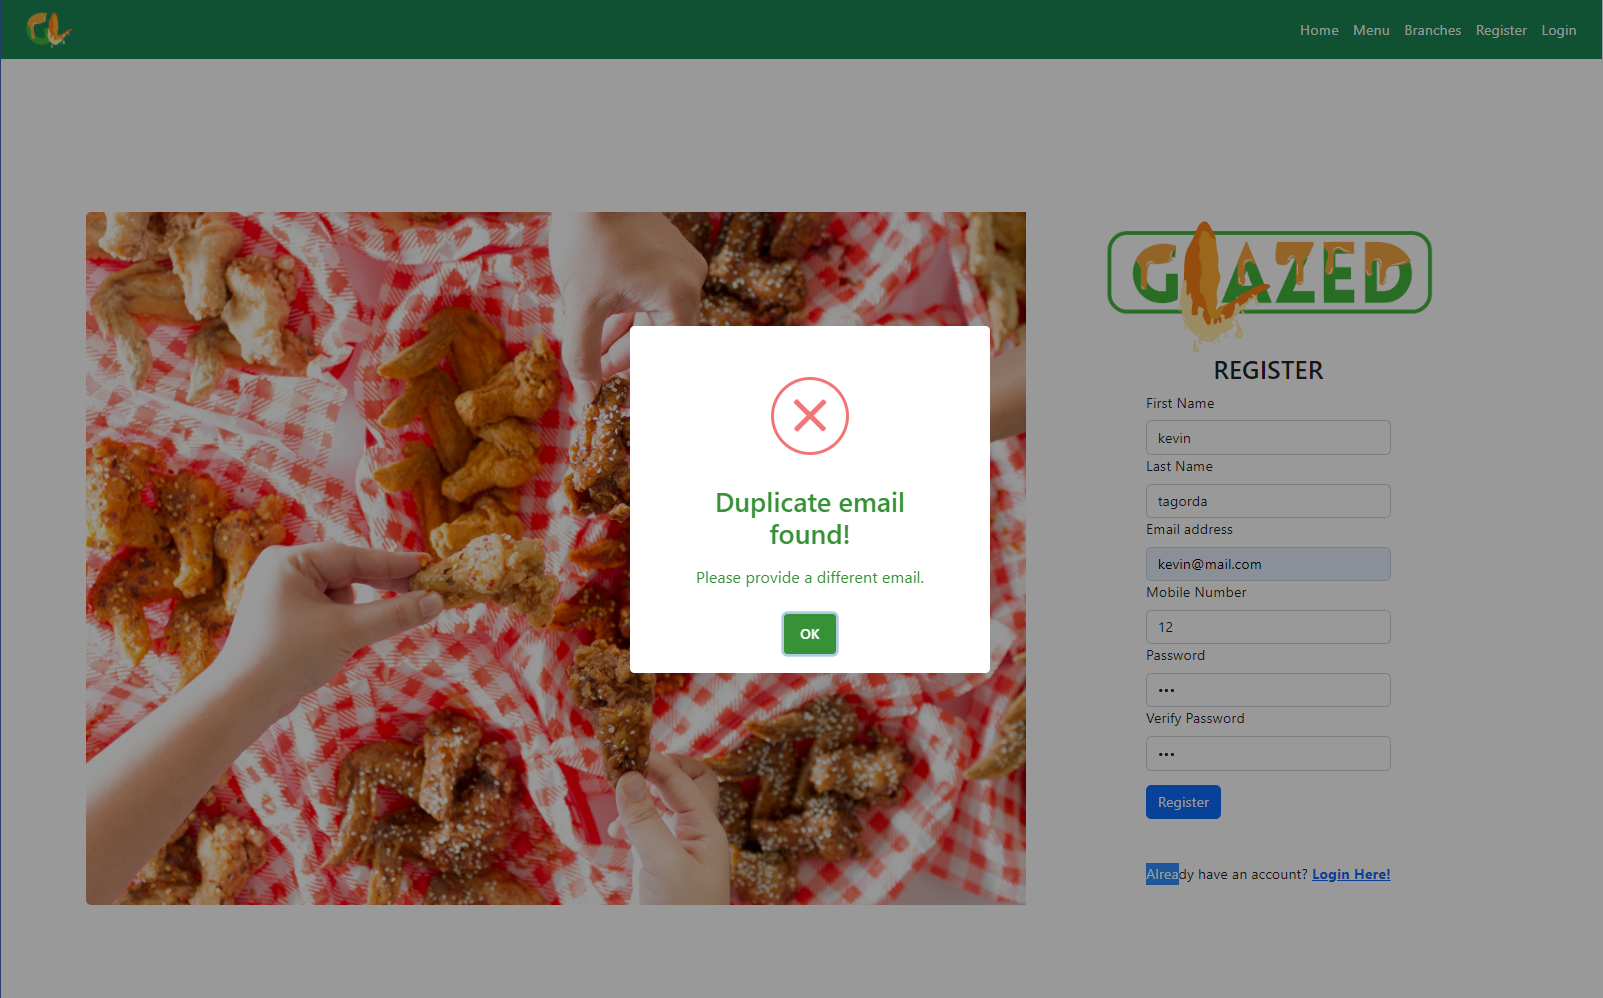 GL
Home Menu Branches Register Login
GLAZED
REGISTER
First Name
kevin
Last Name
tagorda
Email address
kevin@mail.com
Mobile Number
12
Password
•••
Verify Password
•••
Register
Already have an account? Login Here!
Duplicate email
found!
Please provide a different email.
OK